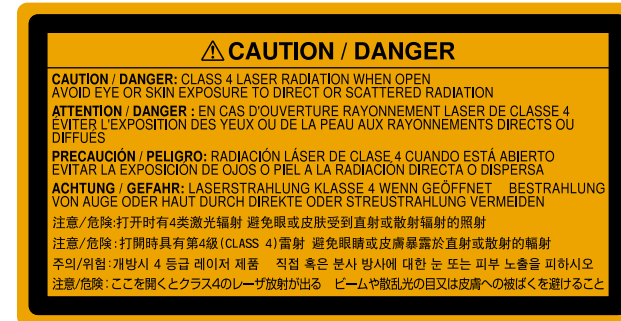 ⚠ CAUTION / DANGER
CAUTION / DANGER: CLASS 4 LASER RADIATION WHEN OPEN
AVOID EYE OR SKIN EXPOSURE TO DIRECT OR SCATTERED RADIATION
ATTENTION / DANGER : EN CAS D'OUVERTURE RAYONNEMENT LASER DE CLASSE 4
ÉVITER L'EXPOSITION DES YEUX OU DE LA PEAU AUX RAYONNEMENTS DIRECTS OU
DIFFUÉS
PRECAUCIÓN / PELIGRO: RADIACIÓN LÁSER DE CLASE 4 CUANDO ESTÁ ABIERTO
EVITAR LA EXPOSICIÓN DE OJOS O PIEL A LA RADIACIÓN DIRECTA O DISPERSA
ACHTUNG / GEFAHR: LASERSTRAHLUNG KLASSE 4 WENN GEÖFFNET BESTRAHLUNG
VON AUGE ODER HAUT DURCH DIREKTE ODER STREUSTRAHLUNG VERMEIDEN
注意/危险:打开时有4类激光辐射 避免眼或皮肤受到直射或散射辐射的照射
注意/危險:打開時具有第4級(CLASS 4)雷射 避免眼睛或皮膚暴露於直射或散射的輻射
주의/위험:개방시 4 등급 레이저 제품 직접 혹은 분사 방사에 대한 눈 또는 피부 노출을 피하시오
注意/危険:ここを開くとクラス4のレーザ放射が出る ビームや散乱光の目又は皮膚への被ばくを避けること